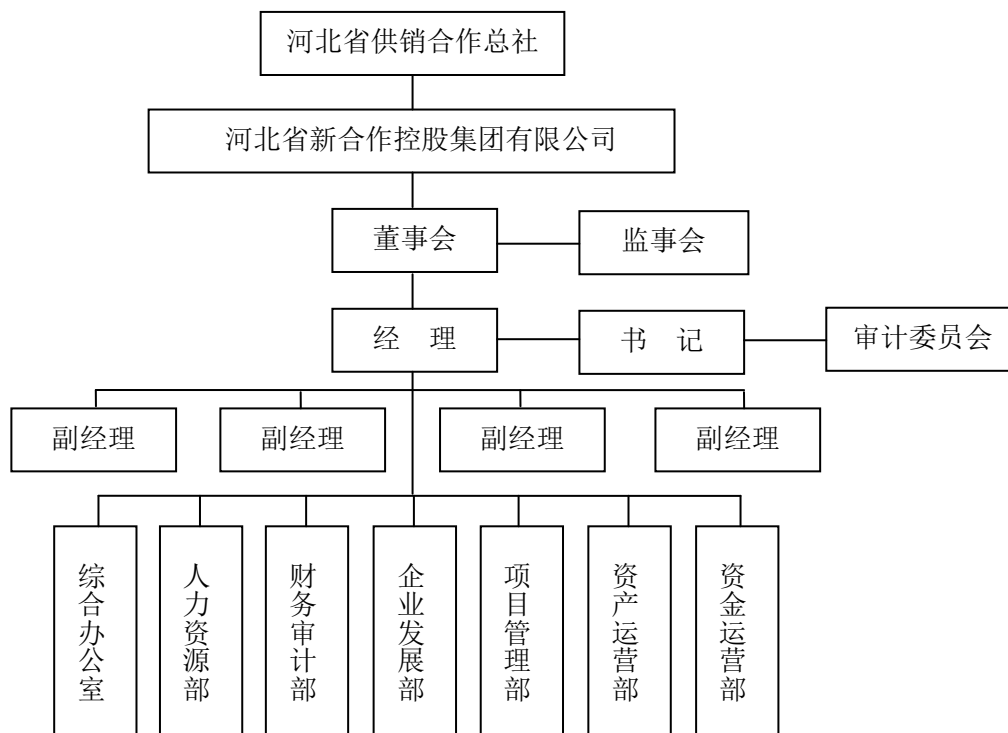 河北省供销合作总社
河北省新合作控股集团有限公司
董事会
监事会
经 理
书 记
审计委员会
副经理
副经理
副经理
副经理
综合办公室
人力资源部
财务审计部
企业发展部
项目管理部
资产运营部
资金运营部